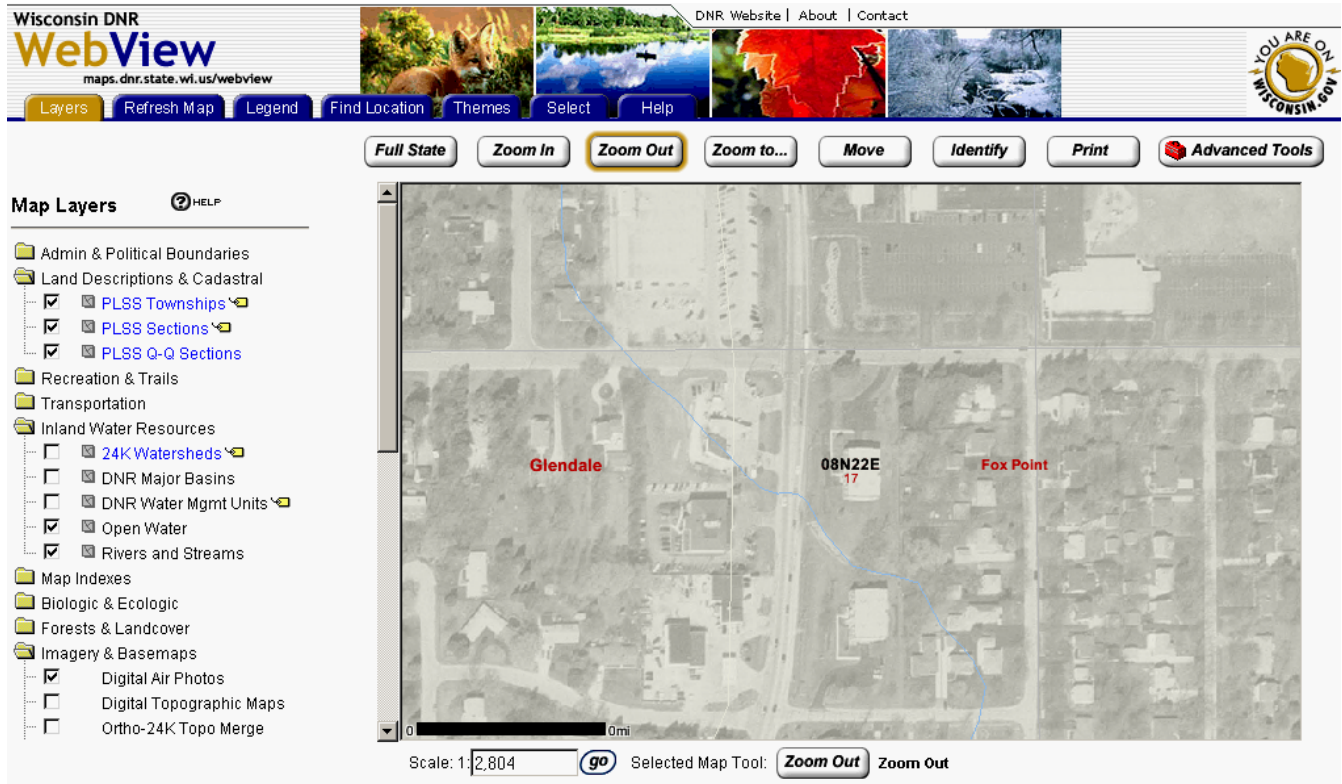 Wisconsin DNR
WebView
maps.dnr.state.wi.us/webview
DNR Website | About | Contact
YOU ARE ON WISCONSIN.GOV
Layers Refresh Map Legend Find Location Themes Select Help
Full State Zoom In Zoom Out Zoom to... Move Identify Print Advanced Tools
Map Layers ? HELP
Admin & Political Boundaries
Land Descriptions & Cadastral
PLSS Townships
PLSS Sections
PLSS Q-Q Sections
Recreation & Trails
Transportation
Inland Water Resources
24K Watersheds
DNR Major Basins
DNR Water Mgmt Units
Open Water
Rivers and Streams
Map Indexes
Biologic & Ecologic
Forests & Landcover
Imagery & Basemaps
Digital Air Photos
Digital Topographic Maps
Ortho-24K Topo Merge
Glendale
08N22E
17
Fox Point
0 0mi
Scale: 1: 2,804 go Selected Map Tool: Zoom Out Zoom Out